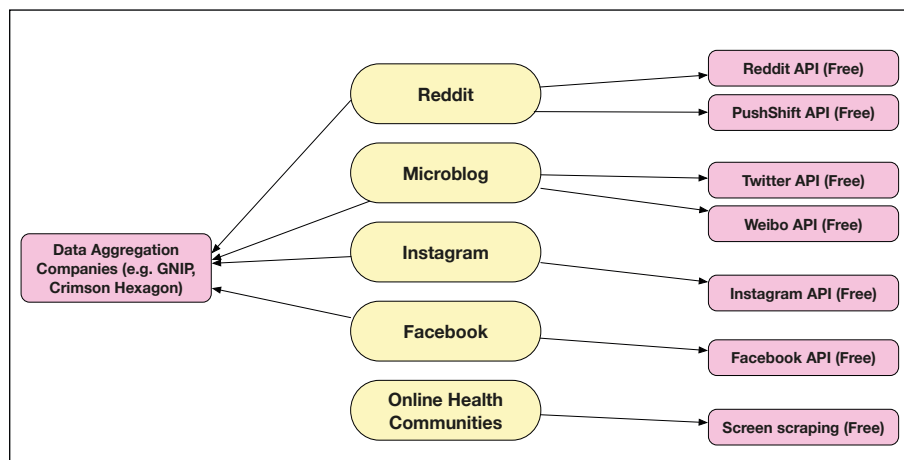 Reddit
Reddit API (Free)
PushShift API (Free)
Microblog
Twitter API (Free)
Weibo API (Free)
Data Aggregation
Companies (e.g. GNIP,
Crimson Hexagon)
Instagram
Instagram API (Free)
Facebook
Facebook API (Free)
Online Health
Communities
Screen scraping (Free)